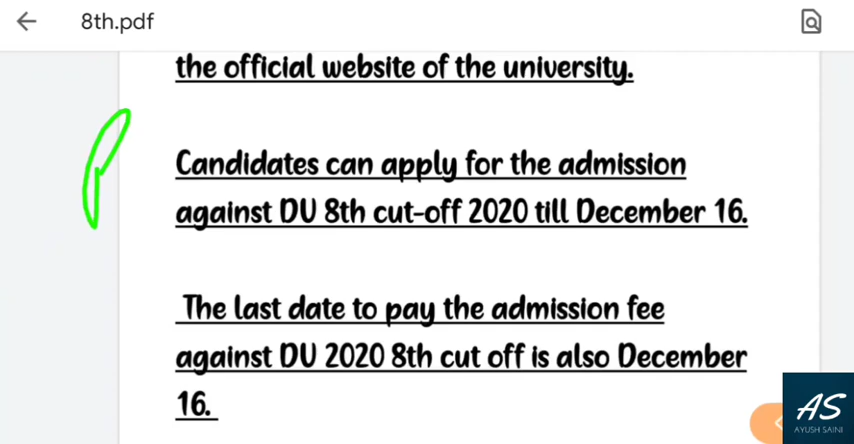 8th.pdf
the official website of the university.
Candidates can apply for the admission
against DU 8th cut-off 2020 till December 16.
The last date to pay the admission fee
against DU 2020 8th cut off is also December
16.
AS
AYUSH SAINI